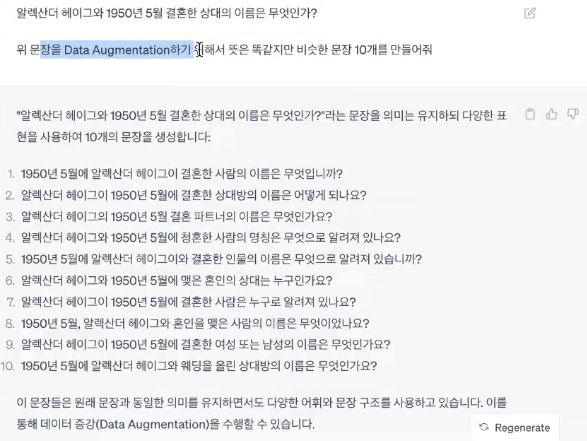 알렉산더 헤이그와 1950년 5월 결혼한 상대의 이름은 무엇인가?
위 문장을 Data Augmentation하기 위해서 뜻은 똑같지만 비슷한 문장 10개를 만들어줘
"알렉산더 헤이그와 1950년 5월 결혼한 상대의 이름은 무엇인가?"라는 문장을 의미는 유지하되 다양한 표
현을 사용하여 10개의 문장을 생성합니다:
1. 1950년 5월에 알렉산더 헤이그이 결혼한 사람의 이름은 무엇입니까?
2. 알렉산더 헤이그이 1950년 5월에 결혼한 상대방의 이름은 어떻게 되나요?
3. 알렉산더 헤이그의 1950년 5월 결혼 파트너의 이름은 무엇인가요?
4. 알렉산더 헤이그와 1950년 5월에 청혼한 사람의 명칭은 무엇으로 알려져 있나요?
5. 1950년 5월에 알렉산더 헤이그이와 결혼한 인물의 이름은 무엇으로 알려져 있습니까?
6. 알렉산더 헤이그와 1950년 5월에 맺은 혼인의 상대는 누구인가요?
7. 알렉산더 헤이그이 1950년 5월에 결혼한 사람은 누구로 알려져 있나요?
8. 1950년 5월, 알렉산더 헤이그와 혼인을 맺은 사람의 이름은 무엇이었나요?
9. 알렉산더 헤이그이 1950년 5월에 결혼한 여성 또는 남성의 이름은 무엇인가요?
10. 1950년 5월에 알렉산더 헤이그와 웨딩을 올린 상대방의 이름은 무엇인가요?
이 문장들은 원래 문장과 동일한 의미를 유지하면서도 다양한 어휘와 문장 구조를 사용하고 있습니다. 이를
통해 데이터 증강(Data Augmentation)을 수행할 수 있습니다.
Regenerate